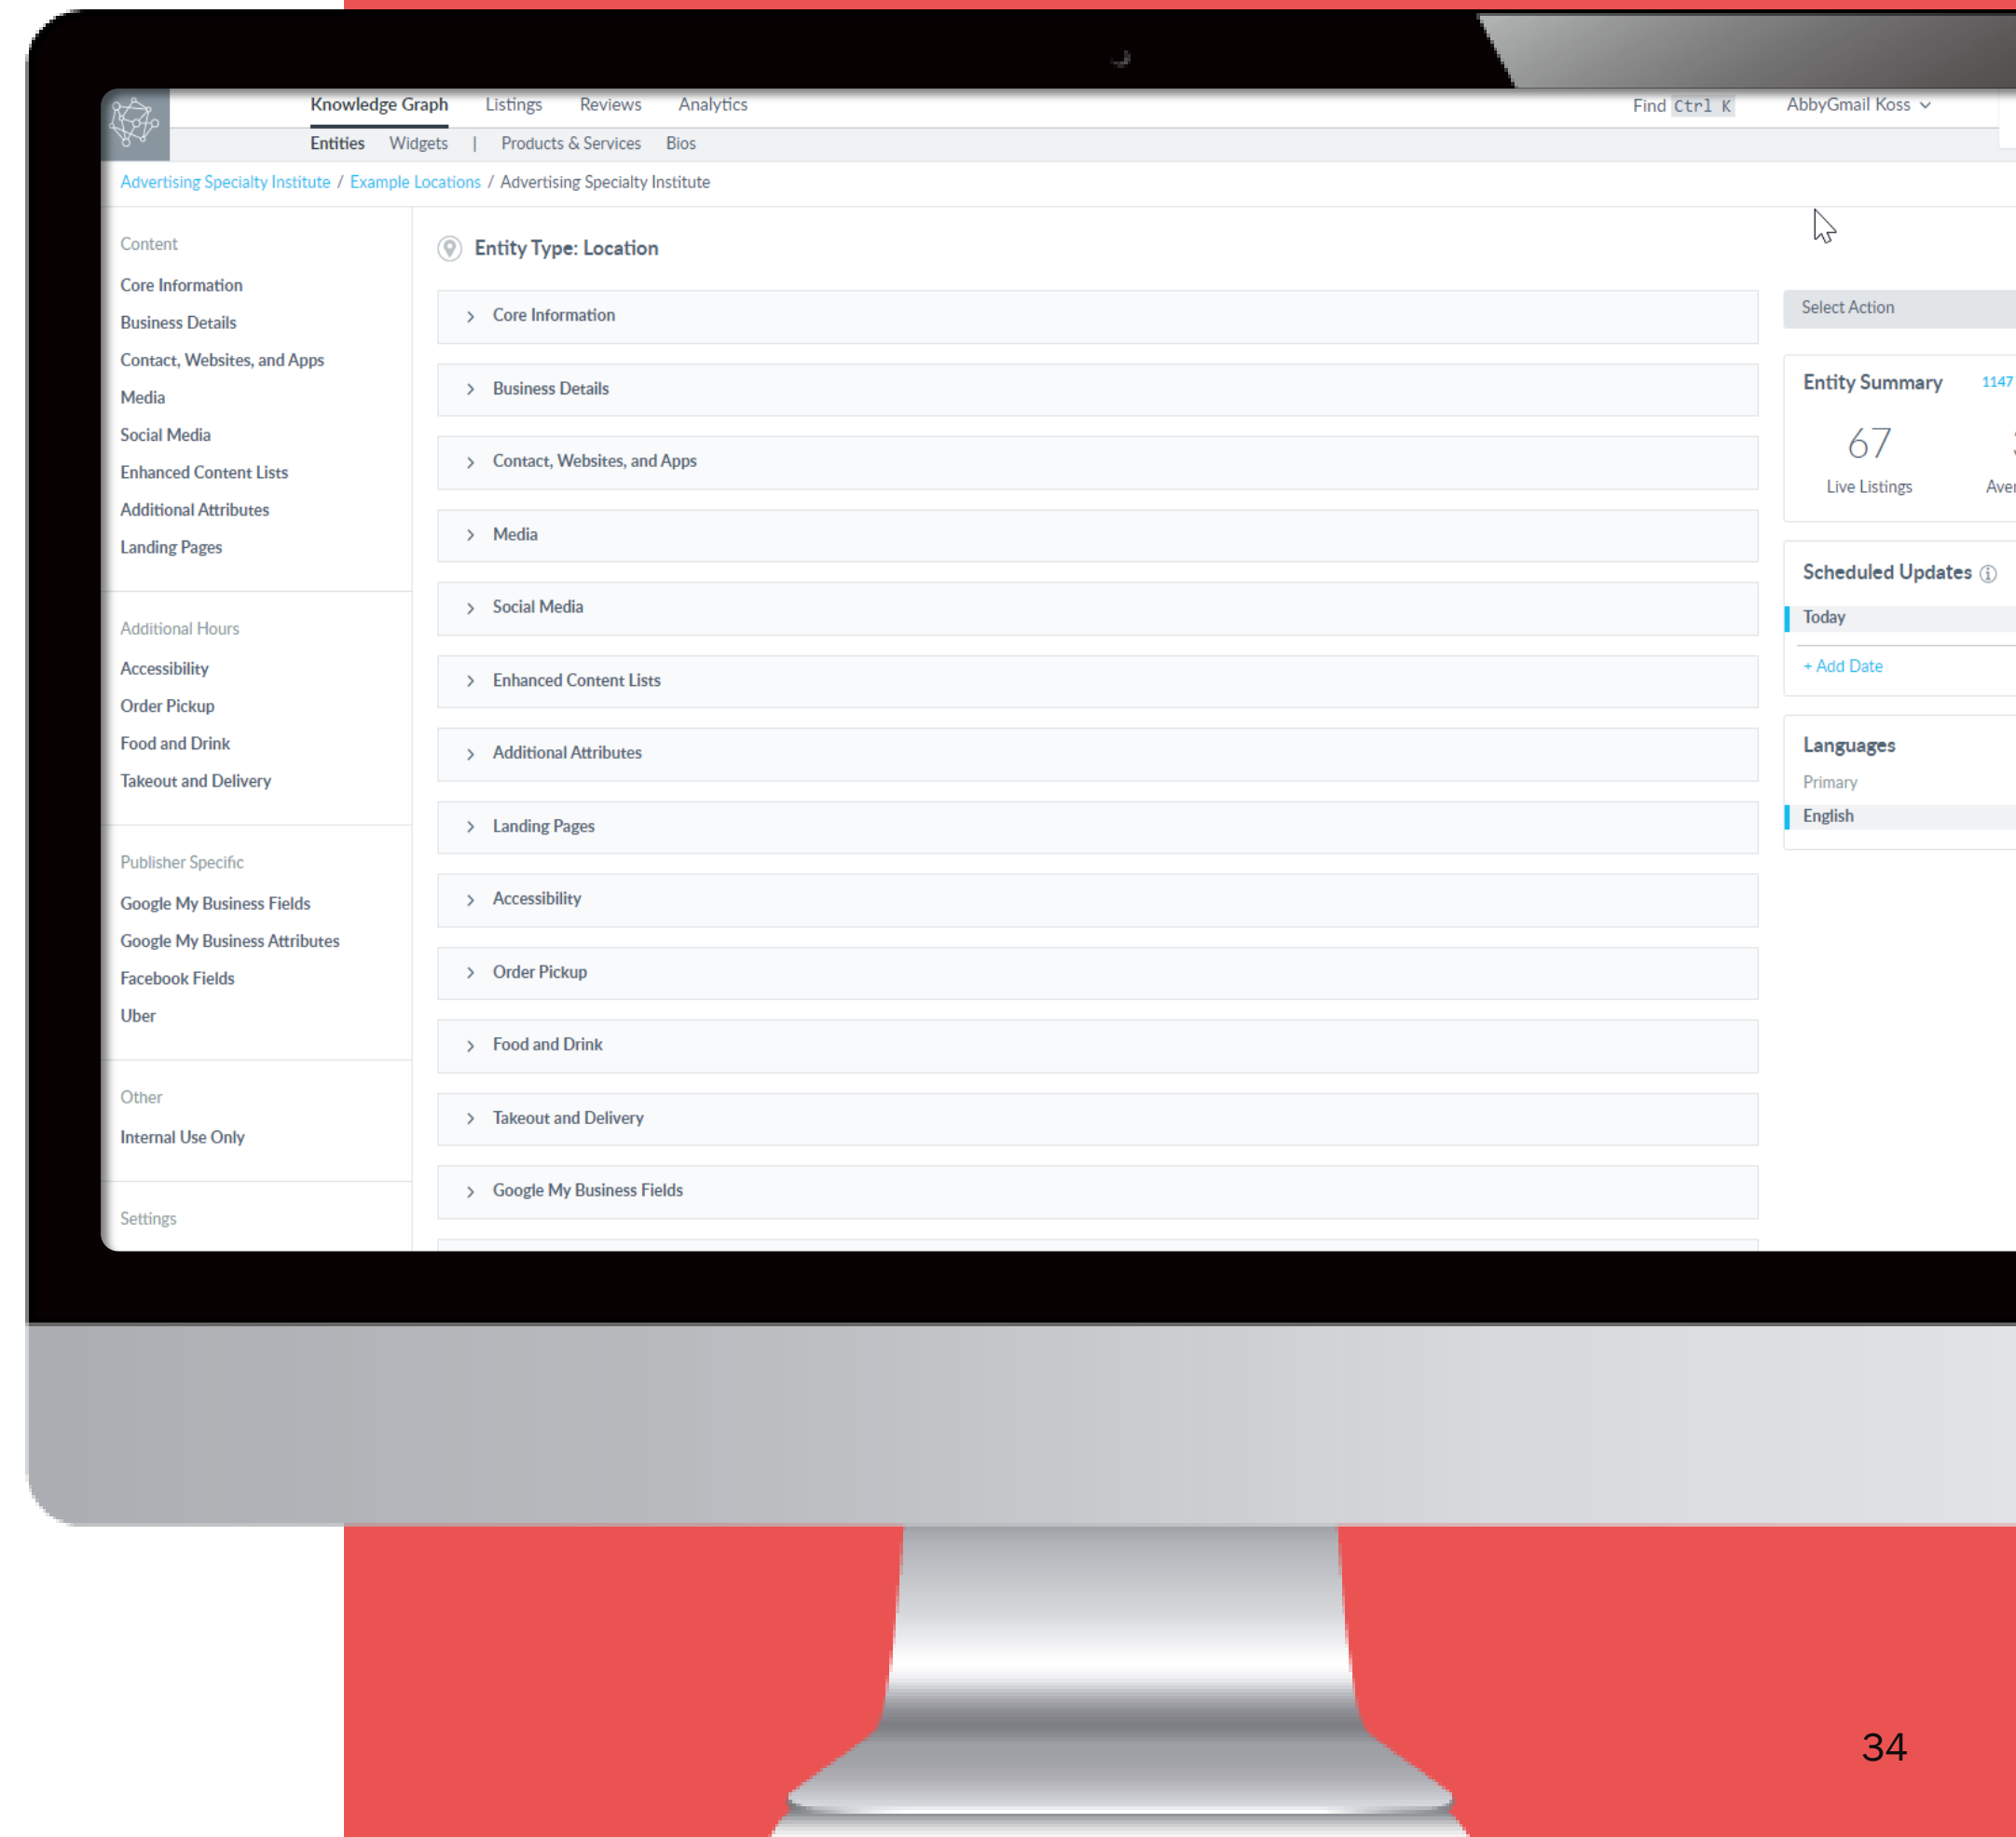 Knowledge Graph Listings Reviews Analytics Find Ctrl K AbbyGmail Koss
Entities Widgets | Products & Services Bios
Advertising Specialty Institute / Example Locations / Advertising Specialty Institute
Content
Core Information
Business Details
Contact, Websites, and Apps
Media
Social Media
Enhanced Content Lists
Additional Attributes
Landing Pages
Additional Hours
Accessibility
Order Pickup
Food and Drink
Takeout and Delivery
Publisher Specific
Google My Business Fields
Google My Business Attributes
Facebook Fields
Uber
Other
Internal Use Only
Settings
Entity Type: Location
Core Information
Business Details
Contact, Websites, and Apps
Media
Social Media
Enhanced Content Lists
Additional Attributes
Landing Pages
Accessibility
Order Pickup
Food and Drink
Takeout and Delivery
Google My Business Fields
Select Action
Entity Summary 1147
67
Live Listings
Scheduled Updates
Today
+ Add Date
Languages
Primary
English
34